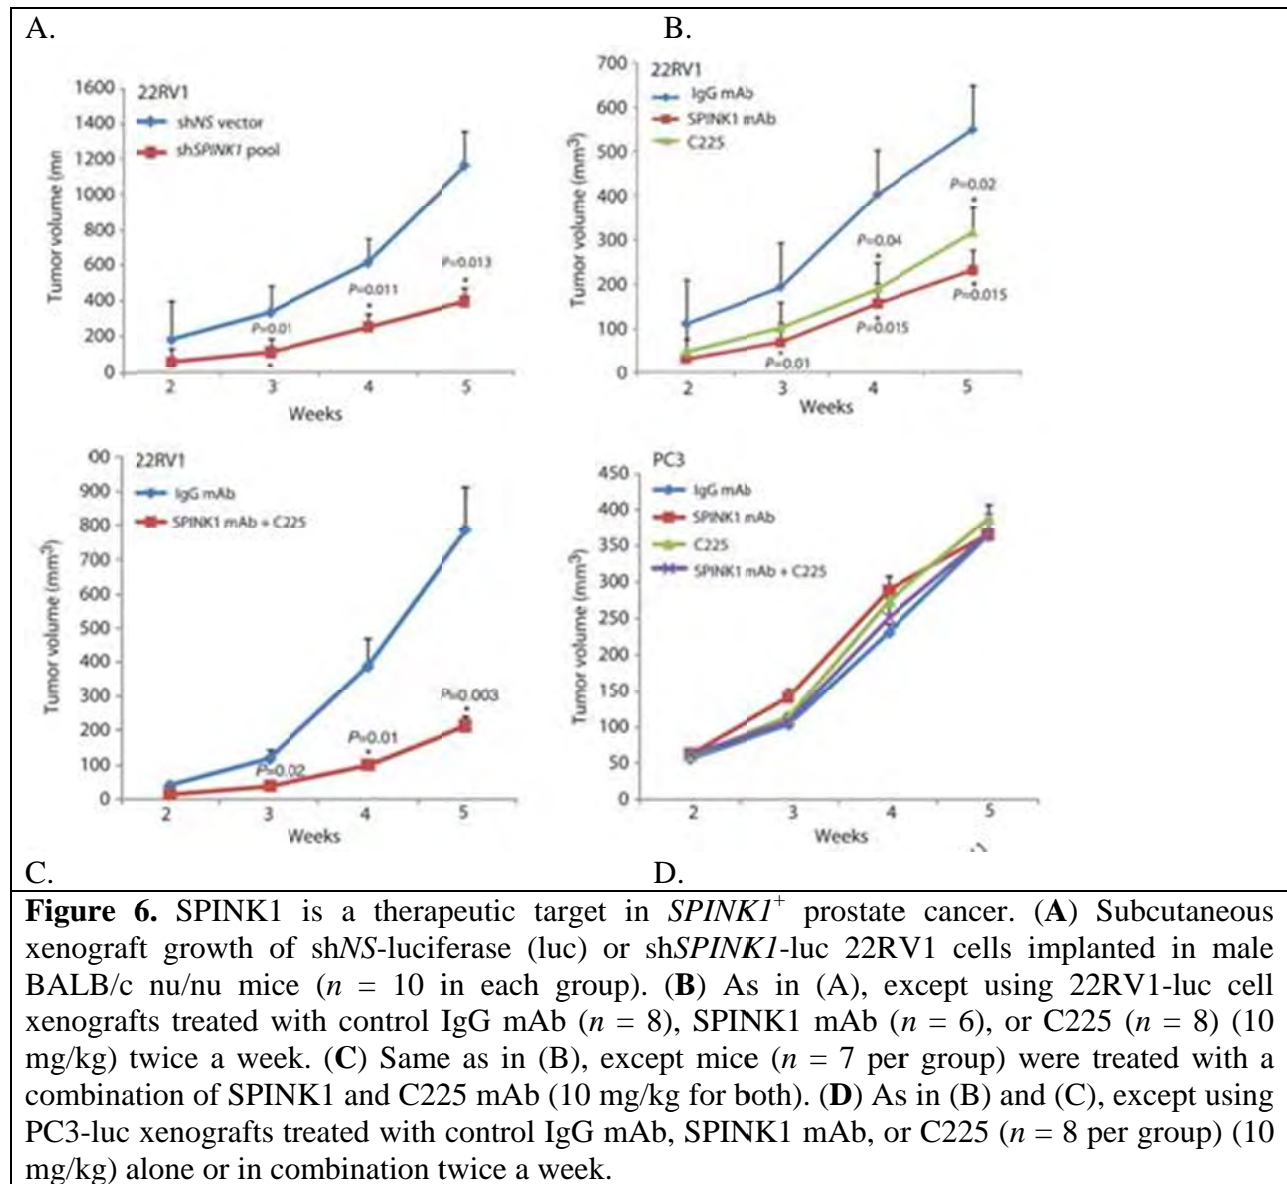 A.
B.
1600
1400
1200
1000
800
600
400
200
0
Tumor volume (mn
22RV1
shNS vector
shSPINK1 pool
P=0.01
P=0.011
P=0.013
2 3 4 5
Weeks
700
600
500
400
300
200
100
0
Tumor volume (mm³)
22RV1
IgG mAb
SPINK1 mAb
C225
P=0.04
P=0.02
P=0.01
P=0.015
P=0.015
2 3 4 5
Weeks
00
900
800
700
600
500
400
300
200
100
0
Tumor volume (mm³)
22RV1
IgG mAb
SPINK1 mAb + C225
P=0.02
P=0.01
P=0.003
2 3 4 5
Weeks
450
400
350
300
250
200
150
100
50
0
Tumor volume (mm³)
PC3
IgG mAb
SPINK1 mAb
C225
SPINK1 mAb + C225
2 3 4 5
Weeks
C.
D.
Figure 6. SPINK1 is a therapeutic target in SPINK1⁺ prostate cancer. (A) Subcutaneous
xenograft growth of shNS-luciferase (luc) or shSPINK1-luc 22RV1 cells implanted in male
BALB/c nu/nu mice (n = 10 in each group). (B) As in (A), except using 22RV1-luc cell
xenografts treated with control IgG mAb (n = 8), SPINK1 mAb (n = 6), or C225 (n = 8) (10
mg/kg) twice a week. (C) Same as in (B), except mice (n = 7 per group) were treated with a
combination of SPINK1 and C225 mAb (10 mg/kg for both). (D) As in (B) and (C), except using
PC3-luc xenografts treated with control IgG mAb, SPINK1 mAb, or C225 (n = 8 per group) (10
mg/kg) alone or in combination twice a week.